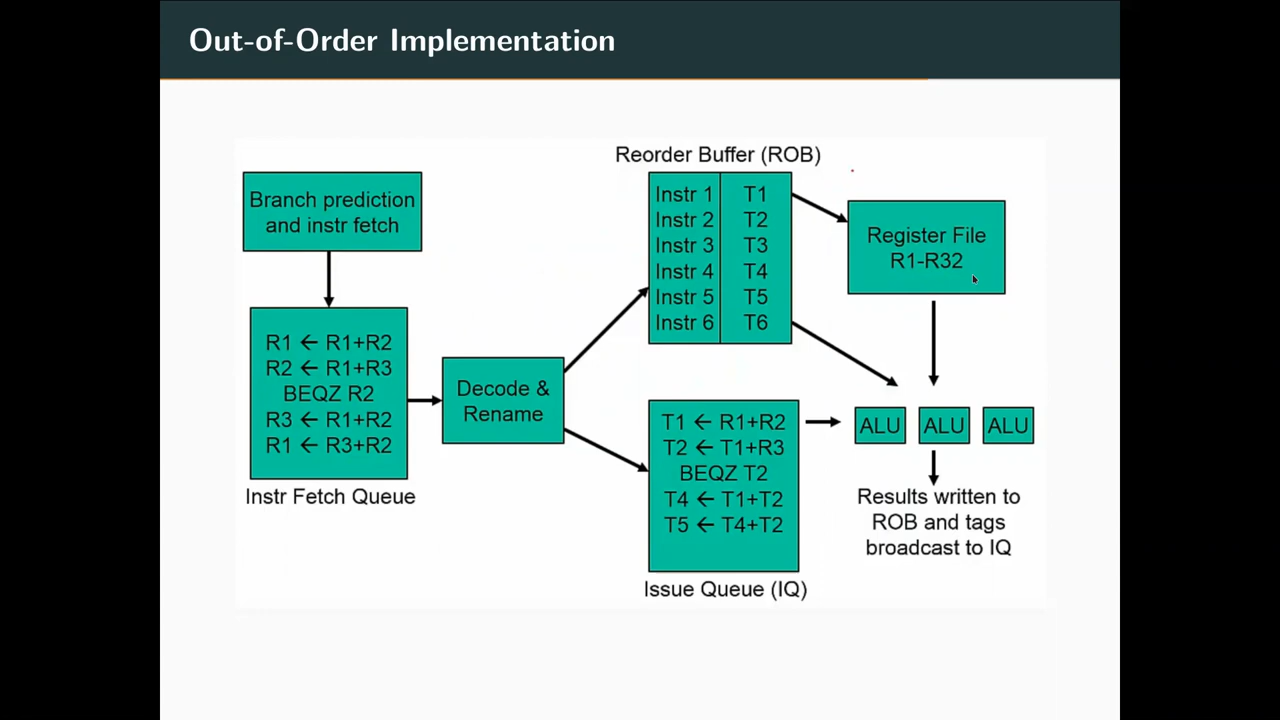 Out-of-Order Implementation
Branch prediction
and instr fetch
R1 ← R1+R2
R2 ← R1+R3
BEQZ R2
R3 ← R1+R2
R1 ← R3+R2
Instr Fetch Queue
Decode &
Rename
Reorder Buffer (ROB)
Instr 1 T1
Instr 2 T2
Instr 3 T3
Instr 4 T4
Instr 5 T5
Instr 6 T6
Register File
R1-R32
T1 ← R1+R2
T2 ← T1+R3
BEQZ T2
T4 ← T1+T2
T5 ← T4+T2
Issue Queue (IQ)
ALU ALU ALU
Results written to
ROB and tags
broadcast to IQ